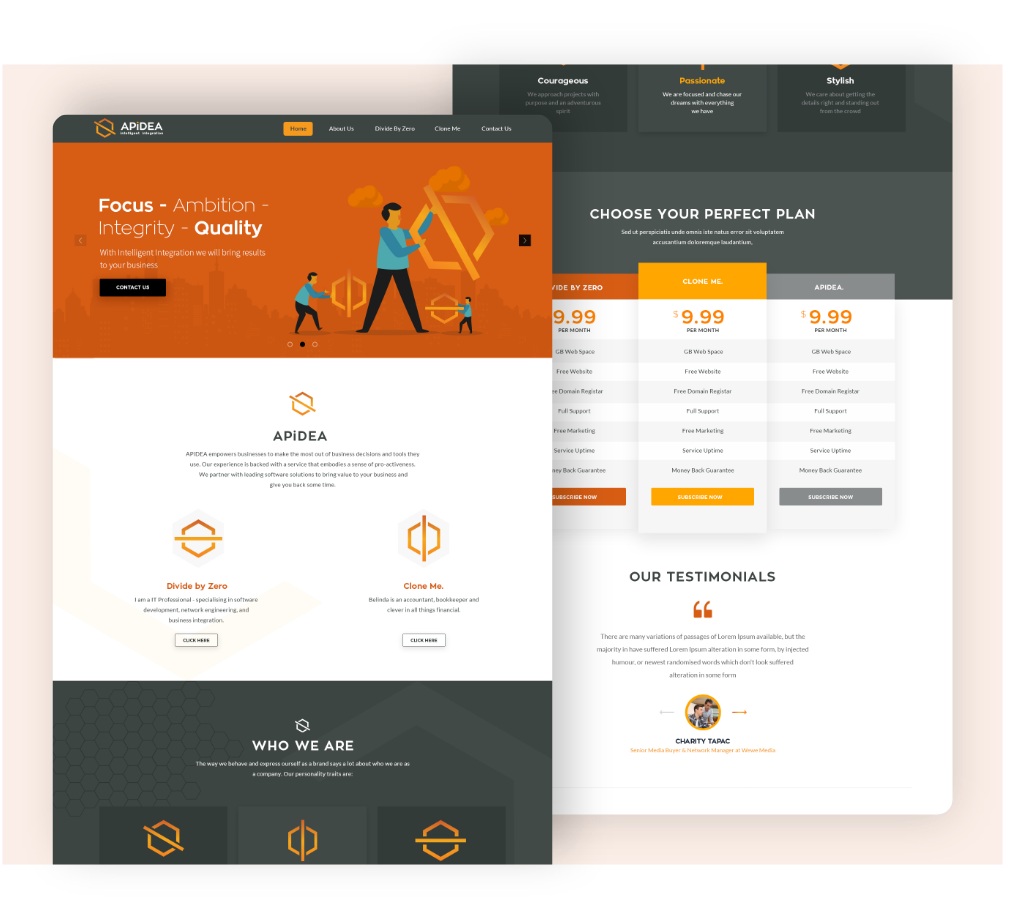 APiDEA
Intelligent Integration
Home About Us Divide By Zero Clone Me Contact Us
Focus - Ambition -
Integrity - Quality
With Intelligent Integration we will bring results
to your business
CONTACT US
APiDEA
APIDEA empowers businesses to make the most out of business decisions and tools they
use. Our experience is backed with a service that embodies a sense of pro-activeness.
We partner with leading software solutions to bring value to your business and
give you back some time.
Divide by Zero
I am a IT Professional - specialising in software
development, network engineering, and
business integration.
CLICK HERE
Clone Me.
Belinda is an accountant, bookkeeper and
clever in all things financial.
CLICK HERE
WHO WE ARE
The way we behave and express ourself as a brand says a lot about who we are as
a company. Our personality traits are:
Courageous
We approach projects with
purpose and an adventurous
spirit
Passionate
We are focused and chase our
dreams with everything
we have
Stylish
We care about getting the
details right and standing out
from the crowd
CHOOSE YOUR PERFECT PLAN
Sed ut perspiciatis unde omnis iste natus error sit voluptatem
accusantium doloremque laudantium,
VIDE BY ZERO
9.99
PER MONTH
GB Web Space
Free Website
ee Domain Registar
Full Support
Free Marketing
Service Uptime
ney Back Guarantee
SUBSCRIBE NOW
CLONE ME.
$ 9.99
PER MONTH
GB Web Space
Free Website
Free Domain Registar
Full Support
Free Marketing
Service Uptime
Money Back Guarantee
SUBSCRIBE NOW
APIDEA.
$ 9.99
PER MONTH
GB Web Space
Free Website
Free Domain Registar
Full Support
Free Marketing
Service Uptime
Money Back Guarantee
SUBSCRIBE NOW
OUR TESTIMONIALS
There are many variations of passages of Lorem Ipsum available, but the
majority in have suffered Lorem Ipsum alteration in some form, by injected
humour, or newest randomised words which don't look suffered
alteration in some form
CHARITY TAPAC
Senior Media Buyer & Network Manager at Wewe Media